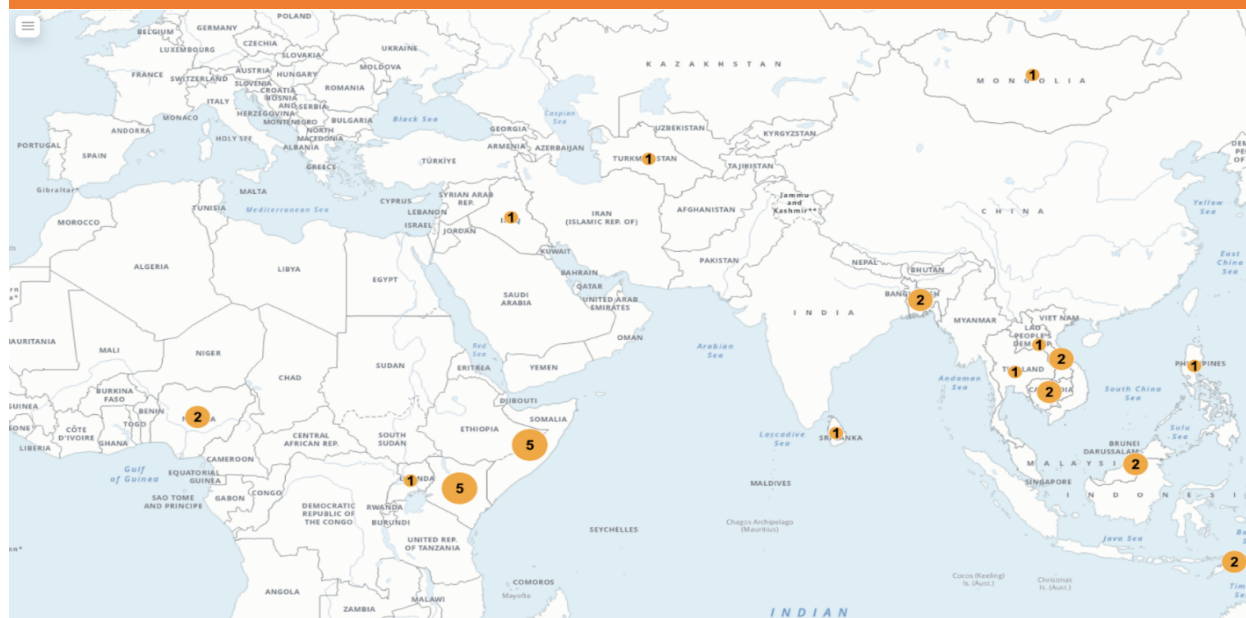 POLAND
BELGIUM
GERMANY
CZECHIA
UKRAINE
LUXEMBOURG
SLOVAKIA
MOLDOVA
K A Z A K H S T A N
AUSTRIA
FRANCE
SWITZERLAND
HUNGARY
1
M O N G O L I A
SLOVENIA
CROATIA
ROMANIA
BOSNIA
AND
HERZEGOVINA
SERBIA
ITALY
MONACO
MONTENEGRO
BULGARIA
Black Sea
Caspian
Sea
ANDORRA
NORTH
MACEDONIA
GEORGIA
UZBEKISTAN
KYRGYZSTAN
HOLY SEE
ALBANIA
PORTUGAL
ARMENIA
AZERBAIJAN
SPAIN
GREECE
TÜRKİYE
1
TAJIKISTAN
Gibraltar*
MALTA
SYRIAN ARAB
REP.
Jammu
and
Kashmir**
CYPRUS
TUNISIA
Mediterranean Sea
LEBANON
1
IRAN
(ISLAMIC REP. OF)
AFGHANISTAN
C H I N A
Yellow
Sea
MOROCCO
ISRAEL
JORDAN
KUWAIT
PAKISTAN
NEPAL
BHUTAN
East
China
Sea
ALGERIA
LIBYA
EGYPT
BAHRAIN
QATAR
SAUDI
ARABIA
UNITED ARAB
EMIRATES
2
I N D I A
OMAN
MYANMAR
VIET NAM
LAO
PEOPLE'S
1
MALI
NIGER
Red
Sea
Arabian
Sea
2
CHAD
SUDAN
ERITREA
YEMEN
1
1
Andaman
Sea
South China
Sea
BURKINA
FASO
DJIBOUTI
2
BENIN
2
SOMALIA
GUINEA
TOGO
CÔTE
D'IVOIRE
GHANA
LIBERIA
ETHIOPIA
CENTRAL
AFRICAN REP.
SOUTH
SUDAN
5
Laccadive
Sea
1
Sulu
Sea
CAMEROON
BRUNEI
DARUSSALAM
Gulf
of Guinea
EQUATORIAL
GUINEA
1
5
2
M A L A Y S I
SINGAPORE
MALDIVES
SAO TOME
AND PRINCIPE
GABON
CONGO
I N D O N E S I
DEMOCRATIC
REPUBLIC OF
THE CONGO
RWANDA
BURUNDI
SEYCHELLES
Chagos Archipelago
(Mauritius)
UNITED REP.
OF TANZANIA
Java Sea
2
COMOROS
Mayotte
Cocos (Keeling)
Is. (Aust.)
Christmas
Is. (Aust.)
ANGOLA
MALAWI
ZAMBIA
I N D I A N